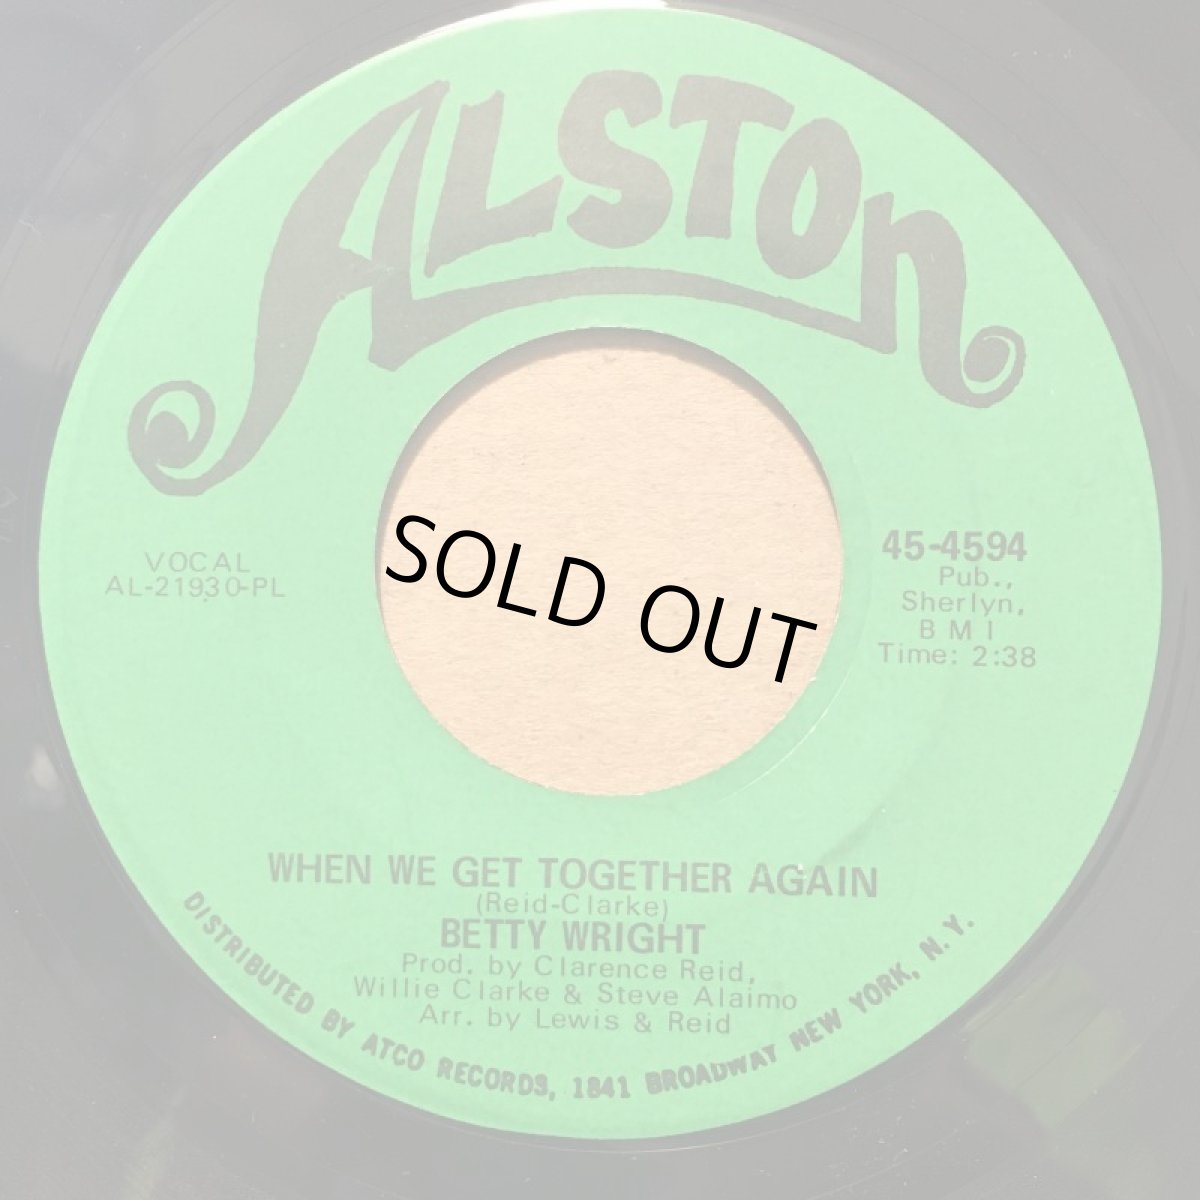 ALSTON
VOCAL
AL-21930-PL
SOLD OUT
45-4594
Pub.,
Sherlyn,
BMI
Time: 2:38
WHEN WE GET TOGETHER AGAIN
(Reid-Clarke)
BETTY WRIGHT
Prod. by Clarence Reid,
Willie Clarke & Steve Alaimo
Arr. by Lewis & Reid
DISTRIBUTED BY ATCO RECORDS, 1841 BROADWAY NEW YORK, N.Y.